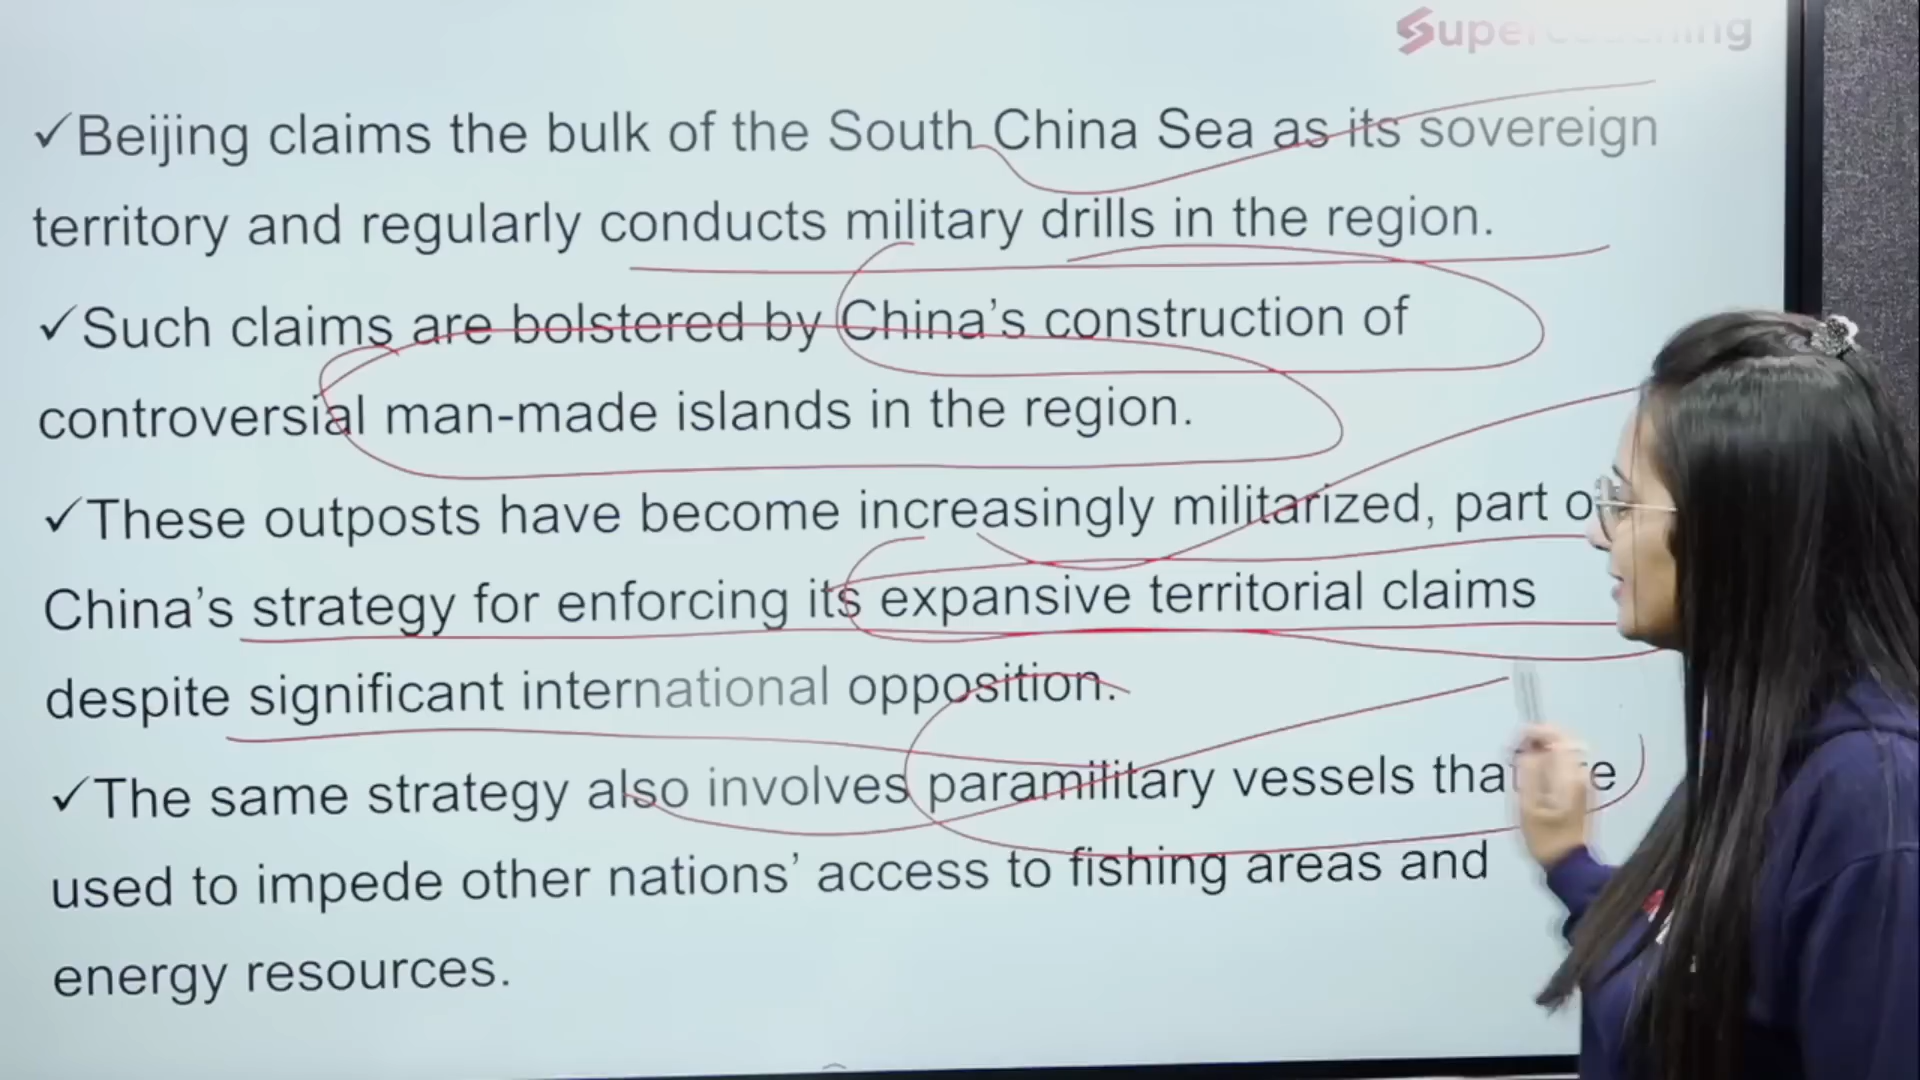 Supercoaching
✓Beijing claims the bulk of the South China Sea as its sovereign
territory and regularly conducts military drills in the region.
✓Such claims are bolstered by China’s construction of
controversial man-made islands in the region.
✓These outposts have become increasingly militarized, part o
China’s strategy for enforcing its expansive territorial claims
despite significant international opposition.
✓The same strategy also involves paramilitary vessels that
used to impede other nations’ access to fishing areas and
energy resources.